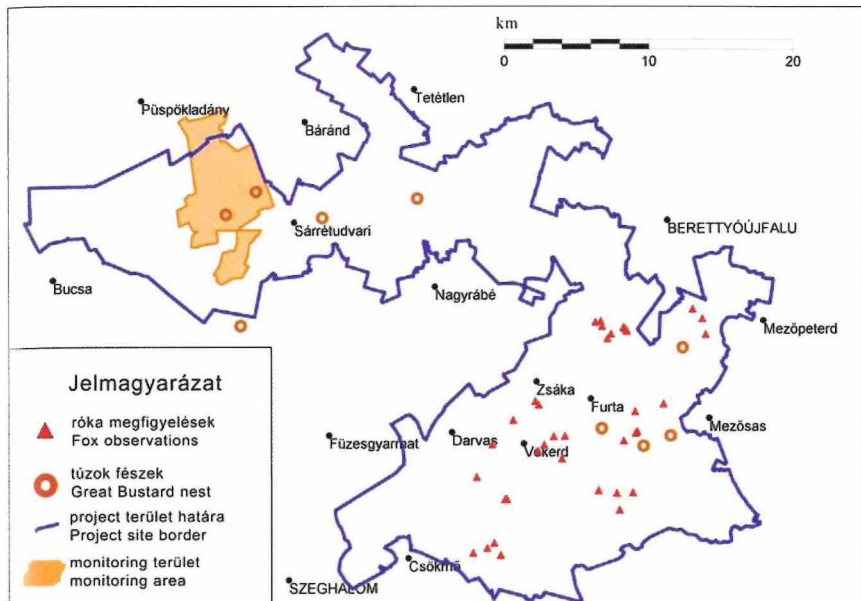 km
0 10 20
Tetétlen
Püspökladány
Báránd
Sárrétudvari
BERETTYÓÚJFALU
Bucsa
Nagyrábé
Mezőpeterd
Zsáka
Furta
Mezősas
Füzesgyarmat
Darvas
Vekerd
Csökmő
SZEGHALOM
Jelmagyarázat
róka megfigyelések
Fox observations
túzok fészek
Great Bustard nest
project terület határa
Project site border
monitoring terület
monitoring area